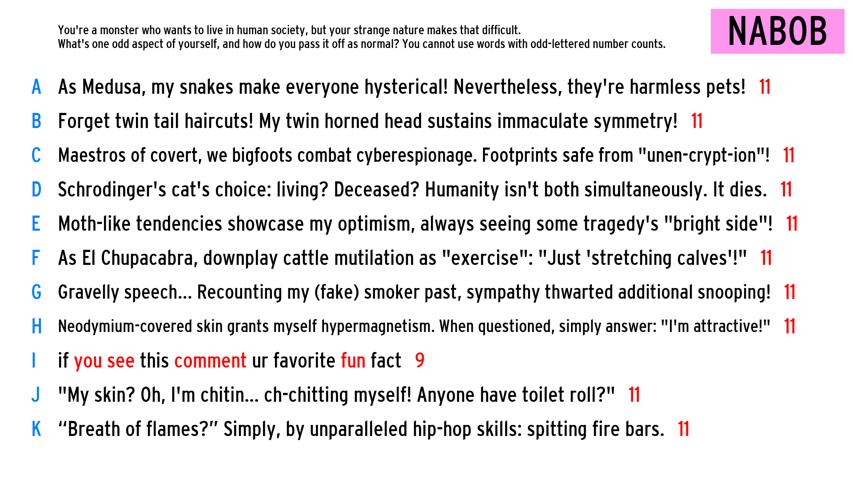 You're a monster who wants to live in human society, but your strange nature makes that difficult.
What's one odd aspect of yourself, and how do you pass it off as normal? You cannot use words with odd-lettered number counts.
NABOB
A As Medusa, my snakes make everyone hysterical! Nevertheless, they're harmless pets! 11
B Forget twin tail haircuts! My twin horned head sustains immaculate symmetry! 11
C Maestros of covert, we bigfoots combat cyberespionage. Footprints safe from "unen-crypt-ion"! 11
D Schrodinger's cat's choice: living? Deceased? Humanity isn't both simultaneously. It dies. 11
E Moth-like tendencies showcase my optimism, always seeing some tragedy's "bright side"! 11
F As El Chupacabra, downplay cattle mutilation as "exercise": "Just 'stretching calves'!" 11
G Gravelly speech... Recounting my (fake) smoker past, sympathy thwarted additional snooping! 11
H Neodymium-covered skin grants myself hypermagnetism. When questioned, simply answer: "I'm attractive!" 11
I if you see this comment ur favorite fun fact 9
J "My skin? Oh, I'm chitin... ch-chitting myself! Anyone have toilet roll?" 11
K “Breath of flames?” Simply, by unparalleled hip-hop skills: spitting fire bars. 11